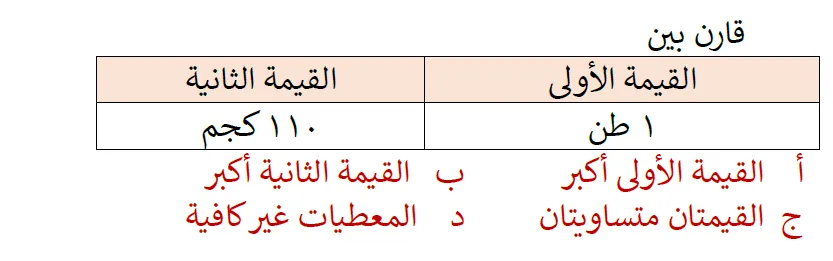 قارن بين
القيمة الأولى القيمة الثانية
١ طن ١١٠ كجم
أ القيمة الأولى أكبر ب القيمة الثانية أكبر
ج القيمتان متساويتان د المعطيات غير كافية